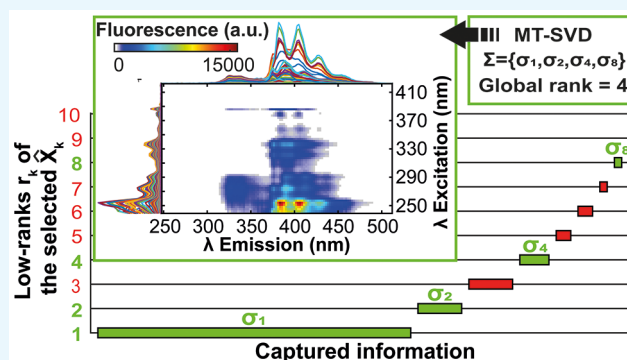 Fluorescence (a.u.)
0 15000
MT-SVD
Σ={σ1,σ2,σ4,σ8}
Global rank = 4
410
370
330
290
250
λ Excitation (nm)
250 300 350 400 450 500
λ Emission (nm)
Low-ranks rk of
the selected X̂k
10
9
8
7
6
5
4
3
2
1
σ8
σ4
σ2
σ1
Captured information